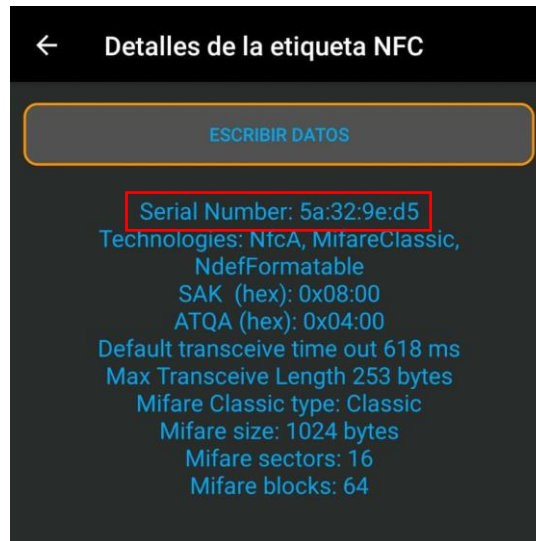 Detalles de la etiqueta NFC
ESCRIBIR DATOS
Serial Number: 5a:32:9e:d5
Technologies: NfcA, MifareClassic,
NdefFormatable
SAK (hex): 0x08:00
ATQA (hex): 0x04:00
Default transceive time out 618 ms
Max Transceive Length 253 bytes
Mifare Classic type: Classic
Mifare size: 1024 bytes
Mifare sectors: 16
Mifare blocks: 64